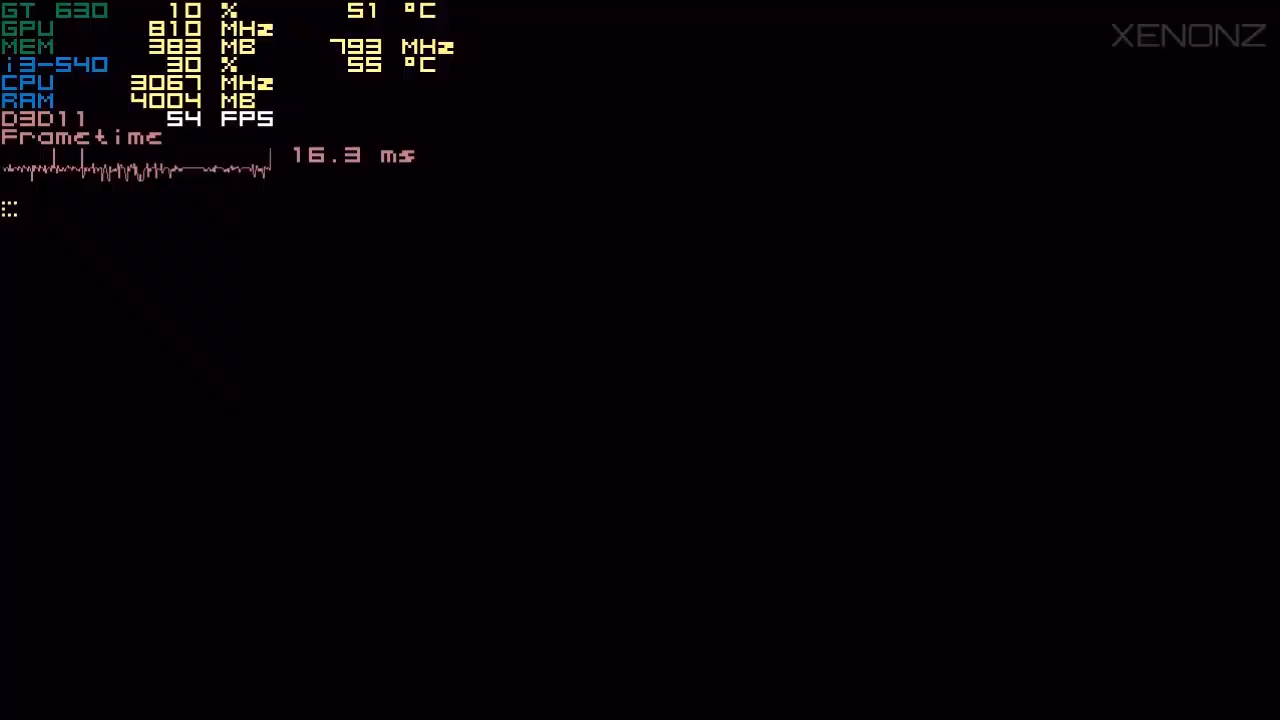 GT 630 10 % 51 °C
GPU 810 MHz
MEM 383 MB 793 MHz
i3-540 30 % 55 °C
CPU 3067 MHz
RAM 4004 MB
D3D11 54 FPS
Frametime
16.3 ms
XENONZ